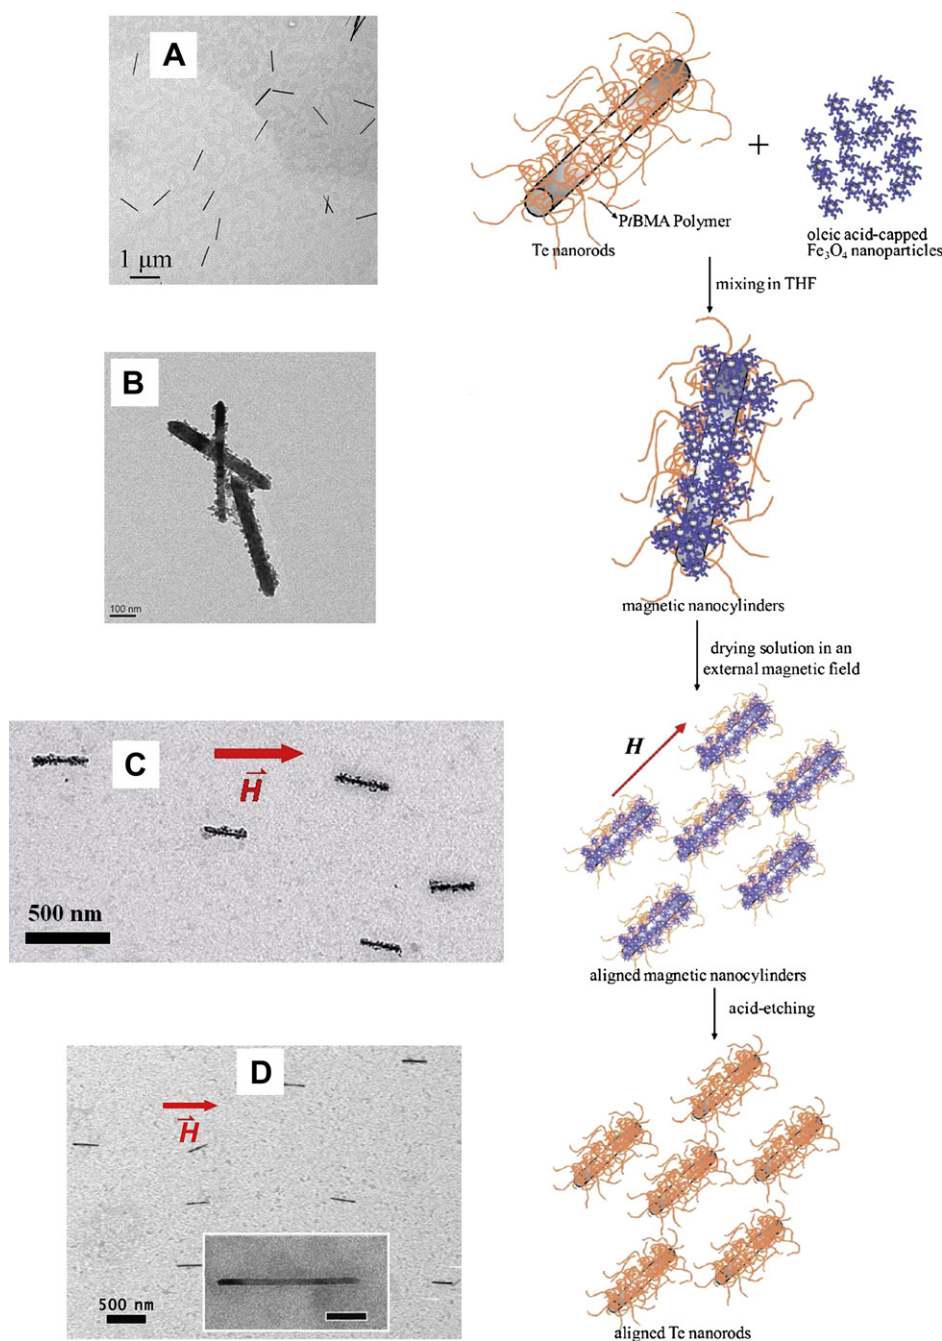 A
1 μm
B
100 nm
C
H
500 nm
D
H
500 nm
+
PtBMA Polymer
Te nanorods
oleic acid-capped
Fe₃O₄ nanoparticles
mixing in THF
magnetic nanocylinders
drying solution in an
external magnetic field
H
aligned magnetic nanocylinders
acid-etching
aligned Te nanorods